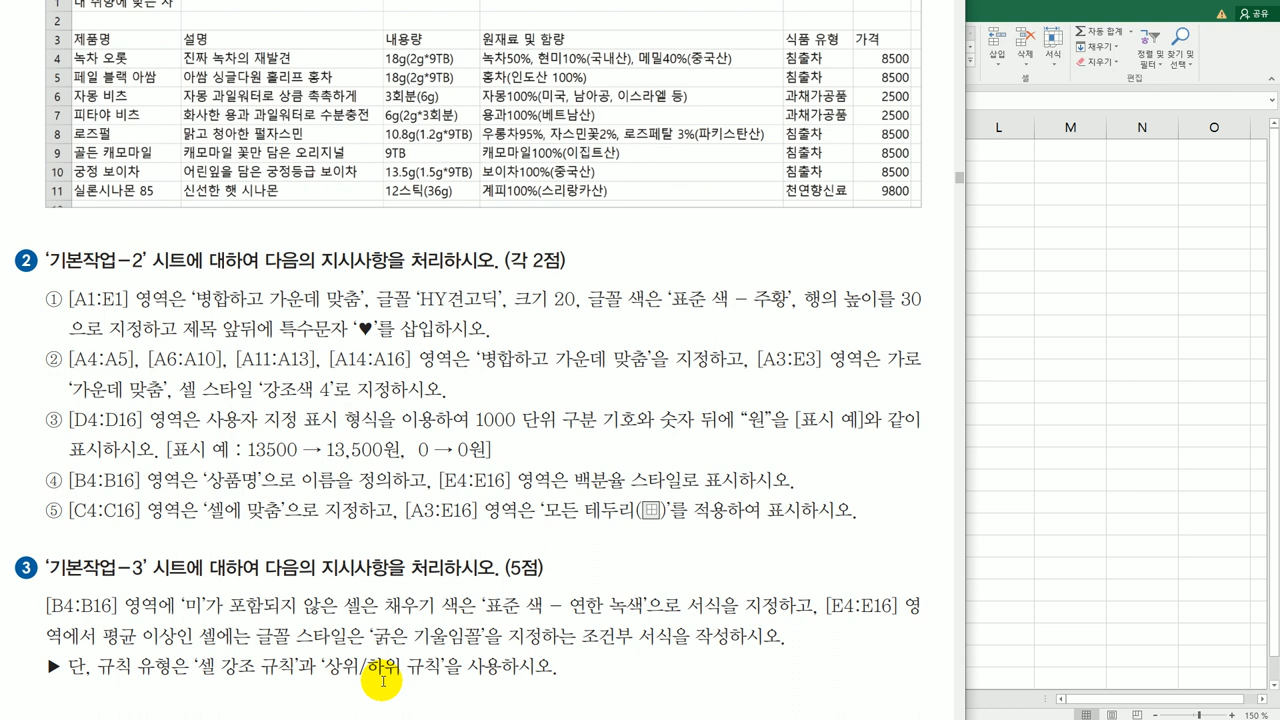 1 내 취향에 맞는 차
2
3 제품명 설명 내용량 원재료 및 함량 식품 유형 가격
4 녹차 오롯 진짜 녹차의 재발견 18g(2g*9TB) 녹차50%, 현미10%(국내산), 메밀40%(중국산) 침출차 8500
5 페일 블랙 아쌈 아쌈 싱글다원 홀리프 홍차 18g(2g*9TB) 홍차(인도산 100%) 침출차 8500
6 자몽 비츠 자몽 과일워터로 상큼 촉촉하게 3회분(6g) 자몽100%(미국, 남아공, 이스라엘 등) 과채가공품 2500
7 피타야 비츠 화사한 용과 과일워터로 수분충전 6g(2g*3회분) 용과100%(베트남산) 과채가공품 2500
8 로즈펄 맑고 청아한 펄자스민 10.8g(1.2g*9TB) 우롱차95%, 자스민꽃2%, 로즈페탈 3%(파키스탄산) 침출차 8500
9 골든 캐모마일 캐모마일 꽃만 담은 오리지널 9TB 캐모마일100%(이집트산) 침출차 8500
10 궁정 보이차 어린잎을 담은 궁정등급 보이차 13.5g(1.5g*9TB) 보이차100%(중국산) 침출차 8500
11 실론시나몬 85 신선한 햇 시나몬 12스틱(36g) 계피100%(스리랑카산) 천연향신료 9800
2 '기본작업-2' 시트에 대하여 다음의 지시사항을 처리하시오. (각 2점)
① [A1:E1] 영역은 '병합하고 가운데 맞춤', 글꼴 'HY견고딕', 크기 20, 글꼴 색은 '표준 색 - 주황', 행의 높이를 30
으로 지정하고 제목 앞뒤에 특수문자 '♥'를 삽입하시오.
② [A4:A5], [A6:A10], [A11:A13], [A14:A16] 영역은 '병합하고 가운데 맞춤'을 지정하고, [A3:E3] 영역은 가로
'가운데 맞춤', 셀 스타일 '강조색 4'로 지정하시오.
③ [D4:D16] 영역은 사용자 지정 표시 형식을 이용하여 1000 단위 구분 기호와 숫자 뒤에 "원"을 [표시 예]와 같이
표시하시오. [표시 예 : 13500 → 13,500원, 0 → 0원]
④ [B4:B16] 영역은 '상품명'으로 이름을 정의하고, [E4:E16] 영역은 백분율 스타일로 표시하시오.
⑤ [C4:C16] 영역은 '셀에 맞춤'으로 지정하고, [A3:E16] 영역은 '모든 테두리(田)'를 적용하여 표시하시오.
3 '기본작업-3' 시트에 대하여 다음의 지시사항을 처리하시오. (5점)
[B4:B16] 영역에 '미'가 포함되지 않은 셀은 채우기 색은 '표준 색 - 연한 녹색'으로 서식을 지정하고, [E4:E16] 영
역에서 평균 이상인 셀에는 글꼴 스타일은 '굵은 기울임꼴'을 지정하는 조건부 서식을 작성하시오.
▶ 단, 규칙 유형은 '셀 강조 규칙'과 '상위/하위 규칙'을 사용하시오.
공유
삽입 삭제 서식
셀
∑ 자동 합계
채우기
지우기
정렬 및 필터
찾기 및 선택
편집
L M N O
150 %